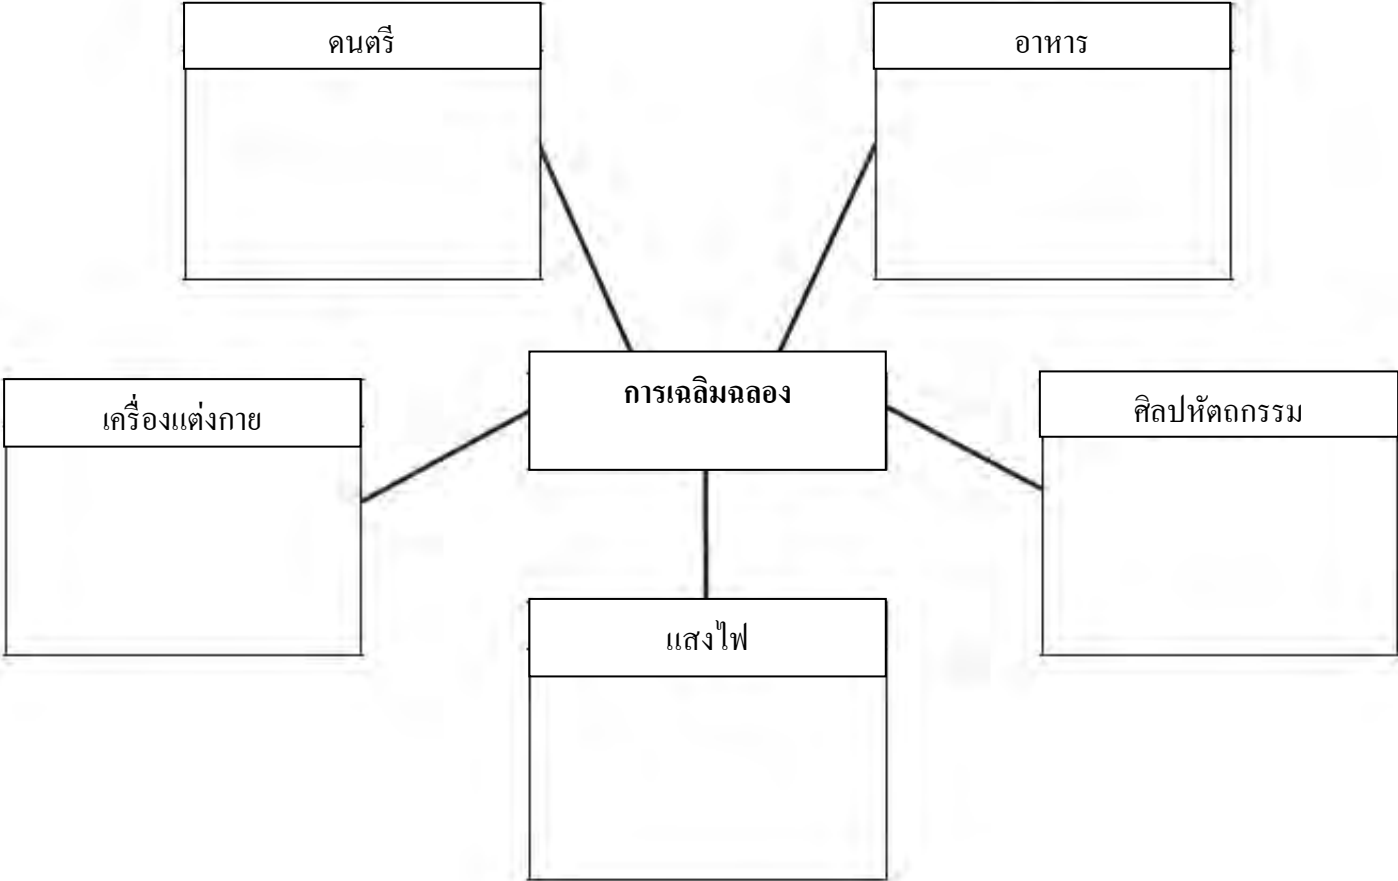 ดนตรี
อาหาร
การเฉลิมฉลอง
เครื่องแต่งกาย
ศิลปหัตถกรรม
แสงไฟ